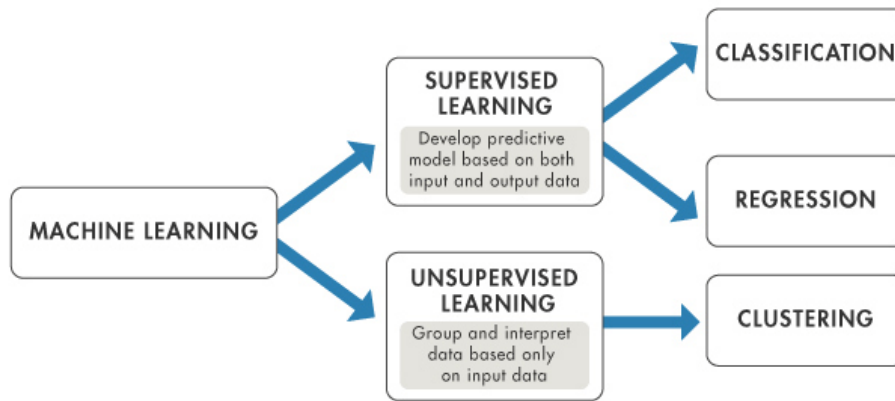 MACHINE LEARNING
SUPERVISED
LEARNING
Develop predictive
model based on both
input and output data
UNSUPERVISED
LEARNING
Group and interpret
data based only
on input data
CLASSIFICATION
REGRESSION
CLUSTERING